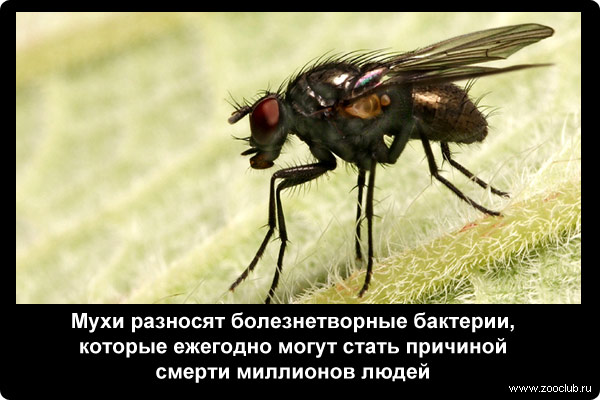 Мухи разносят болезнетворные бактерии,
которые ежегодно могут стать причиной
смерти миллионов людей
www.zooclub.ru